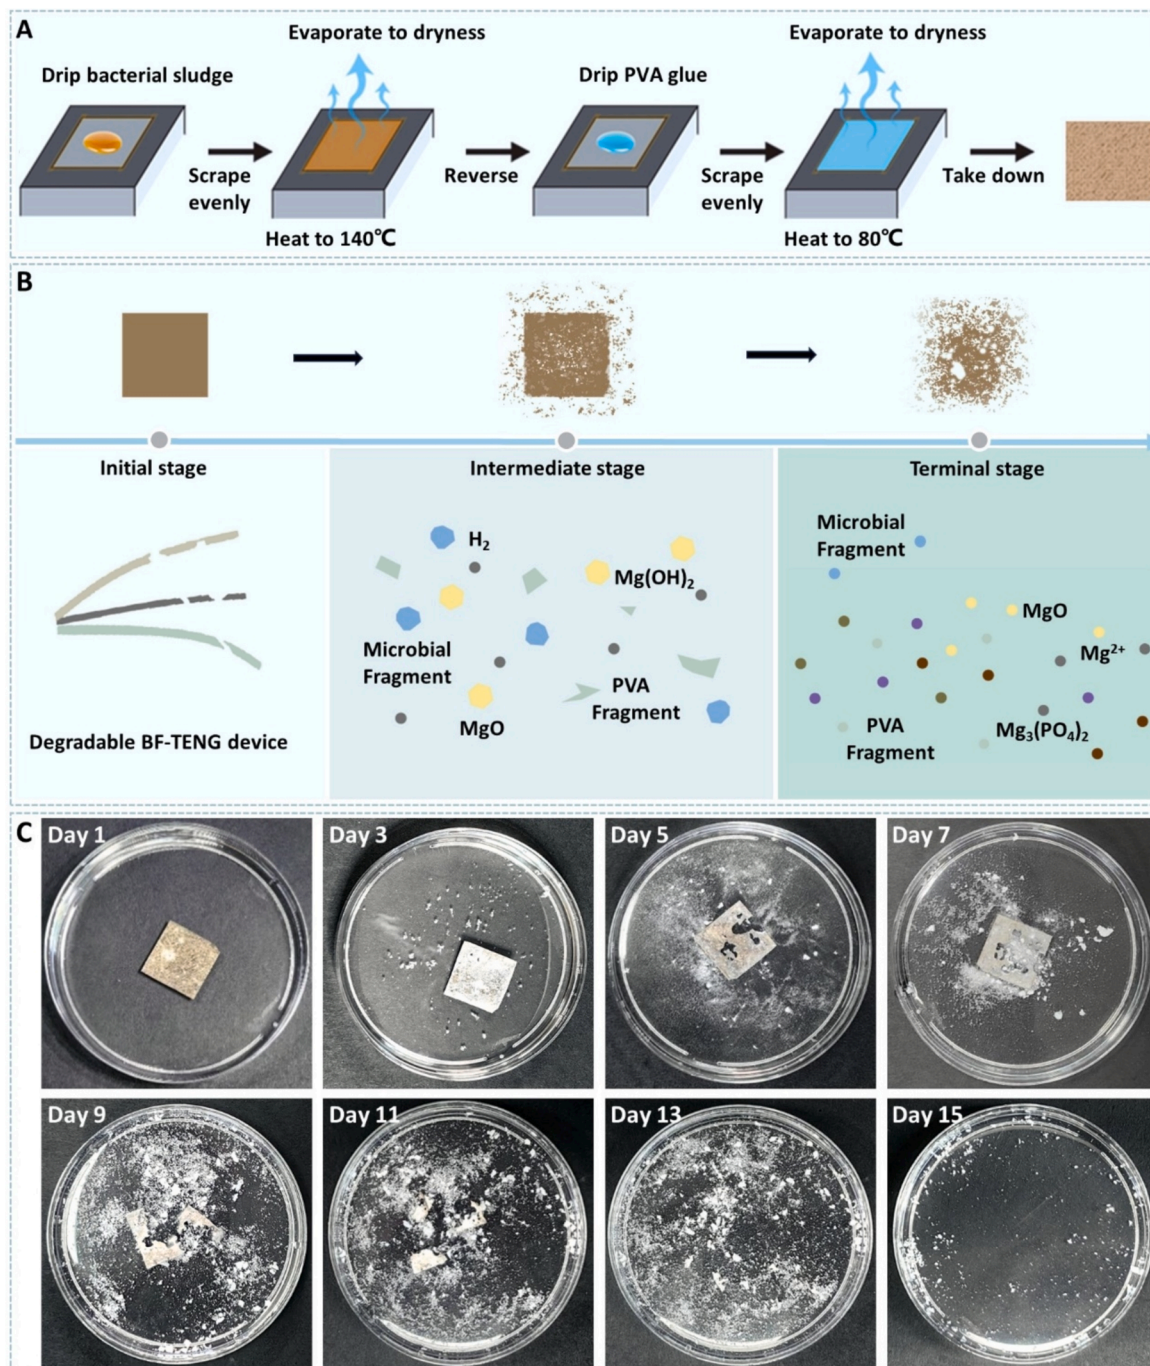 A
Evaporate to dryness
Evaporate to dryness
Drip bacterial sludge
Drip PVA glue
Scrape
evenly
Reverse
Scrape
evenly
Take down
Heat to 140℃
Heat to 80℃
B
Initial stage
Intermediate stage
Terminal stage
Degradable BF-TENG device
H₂
Mg(OH)₂
Microbial
Fragment
MgO
PVA
Fragment
Microbial
Fragment
MgO
Mg²⁺
PVA
Fragment
Mg₃(PO₄)₂
C
Day 1
Day 3
Day 5
Day 7
Day 9
Day 11
Day 13
Day 15